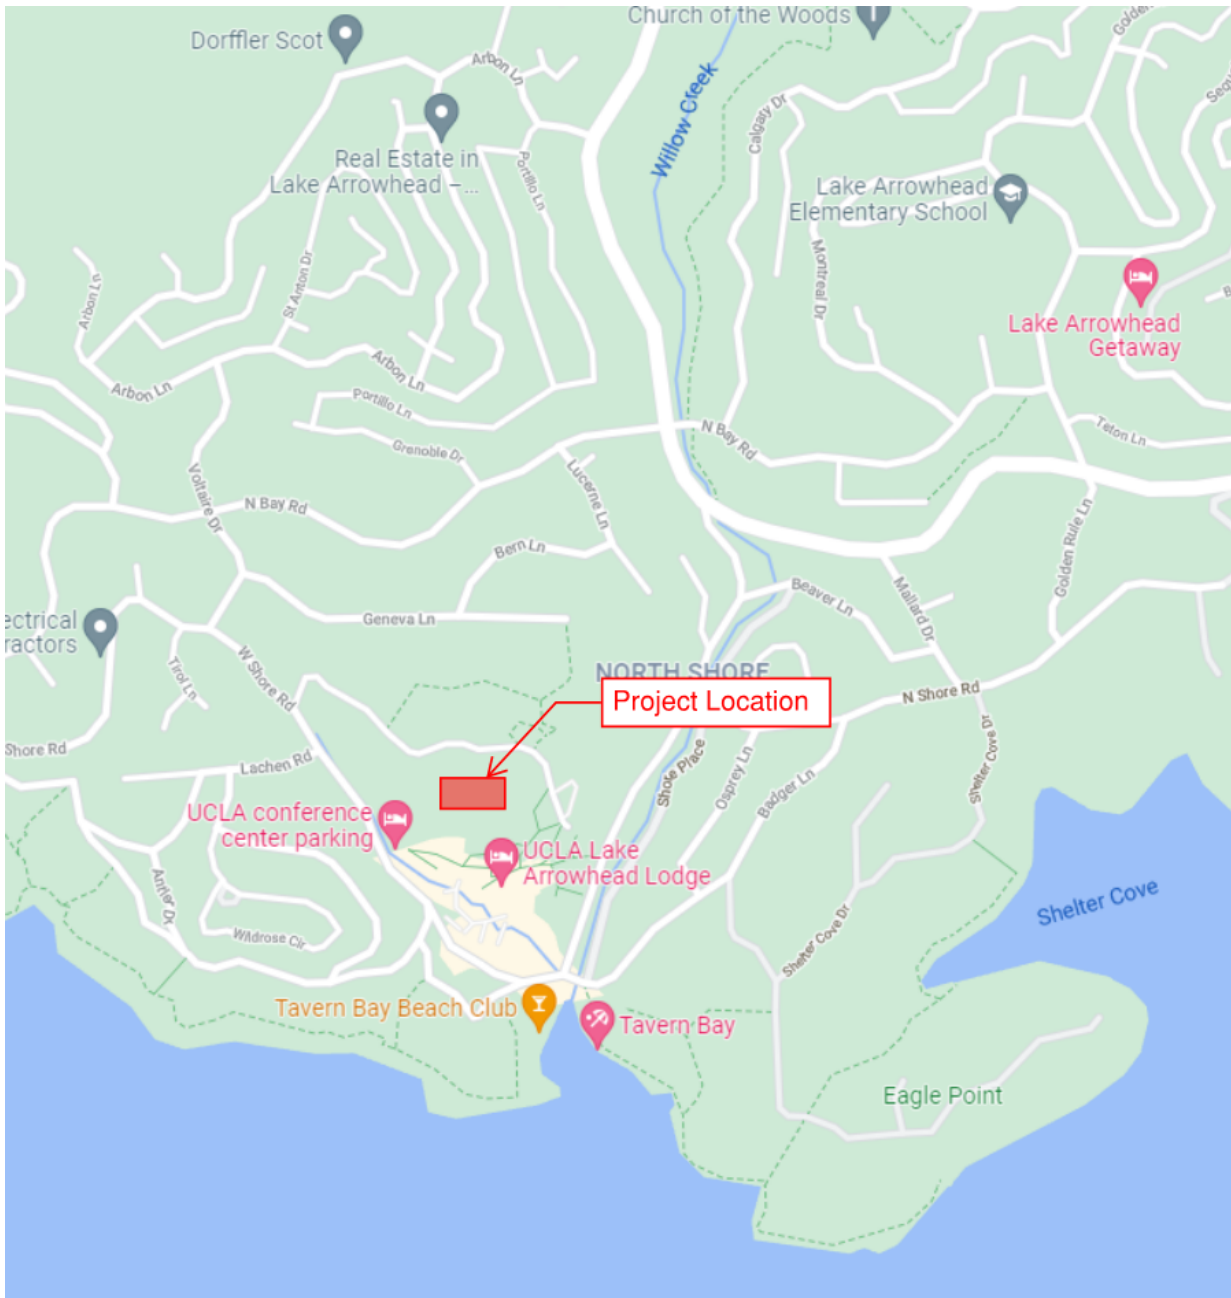 Church of the Woods
Dorffler Scot
Golden
Arbon Ln
Willow Creek
Calgary Dr
Real Estate in
Lake Arrowhead –...
Portillo Ln
Lake Arrowhead
Elementary School
Arbon Ln
St Anton Dr
Montreal Dr
Lake Arrowhead
Getaway
Arbon Ln
Arbon Ln
Portillo Ln
N Bay Rd
Teton Ln
Grenoble Dr
Voltaire Dr
N Bay Rd
Lucerne Ln
Bern Ln
Golden Rule Ln
Beaver Ln
Mallard Dr
ectrical
ractors
Geneva Ln
W Shore Rd
Tirol Ln
NORTH SHORE
Project Location
N Shore Rd
Shore Rd
Lachen Rd
Shole Place
Osprey Ln
Badger Ln
Shelter Cove Dr
UCLA conference
center parking
UCLA Lake
Arrowhead Lodge
Wildrose Cir
Shelter Cove Dr
Shelter Cove
Tavern Bay Beach Club
Tavern Bay
Eagle Point